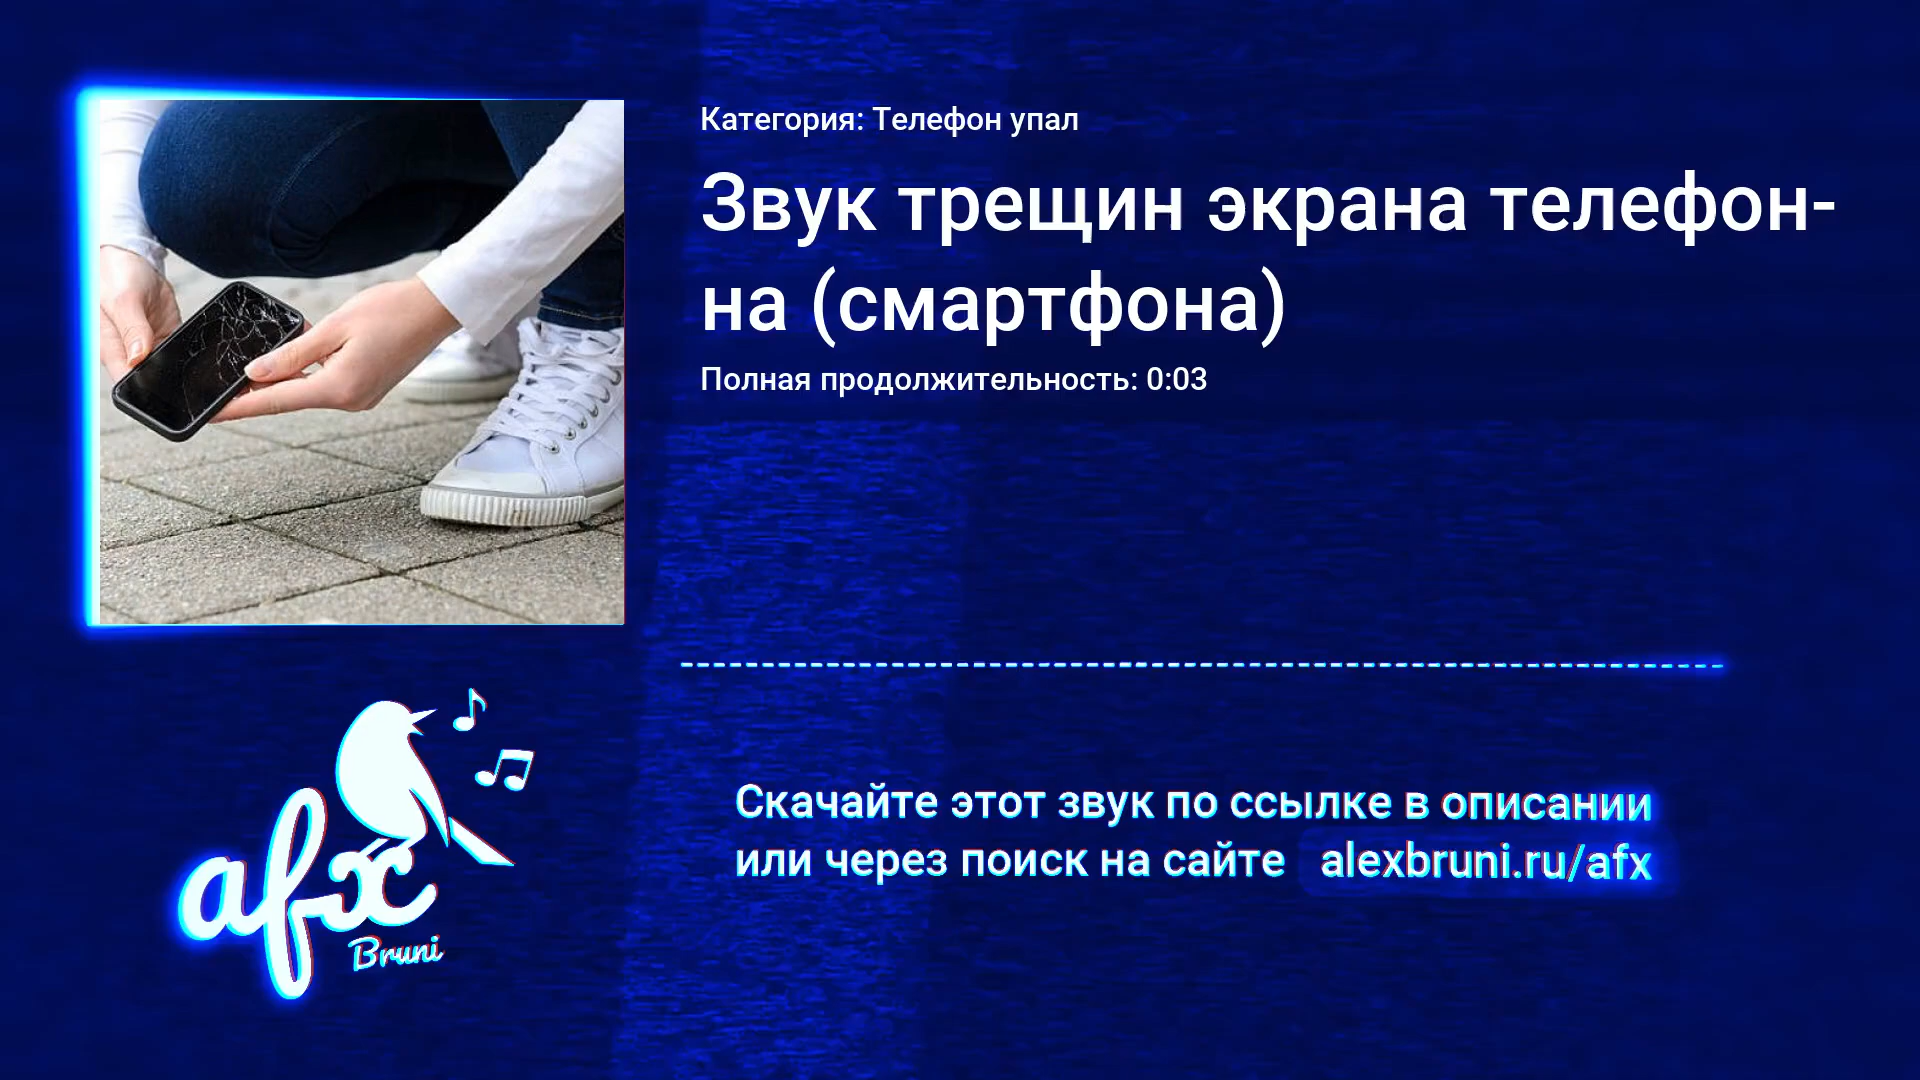 Категория: Телефон упал
Звук трещин экрана телефон-
на (смартфона)
Полная продолжительность: 0:03
Скачайте этот звук по ссылке в описании
или через поиск на сайте alexbruni.ru/afx
afx
Bruni